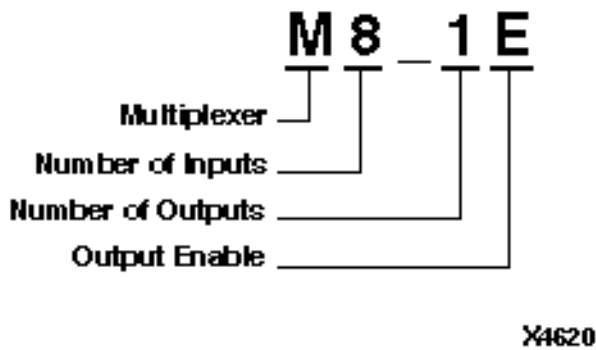 M8_1E
Multiplexer
Number of Inputs
Number of Outputs
Output Enable
X4620